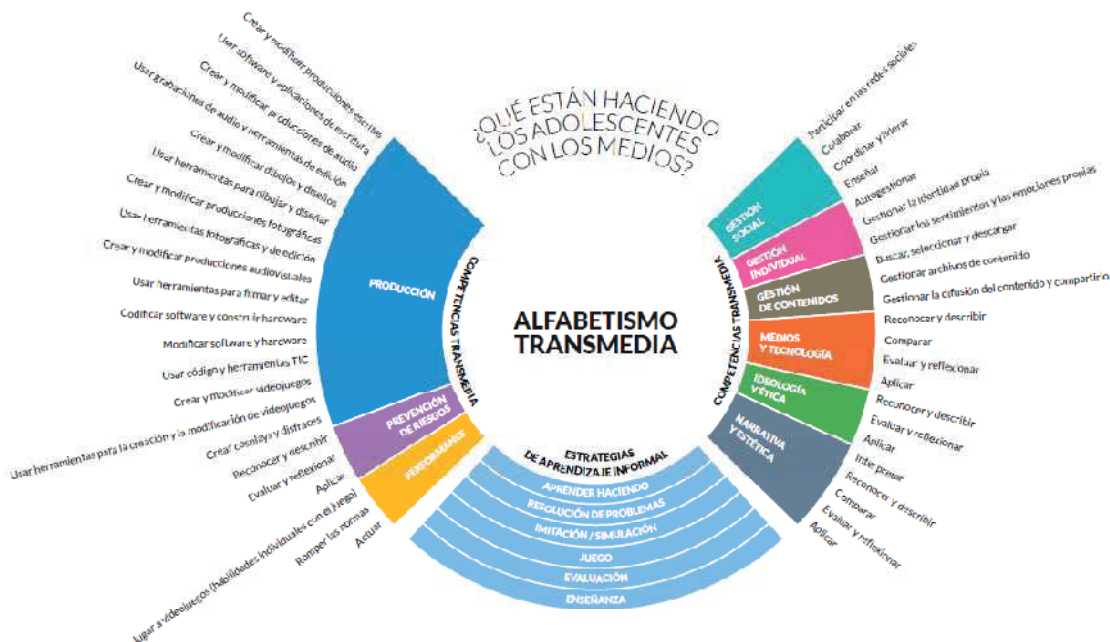 ¿QUÉ ESTÁN HACIENDO
LOS ADOLESCENTES
CON LOS MEDIOS?
ALFABETISMO
TRANSMEDIA
COMPETENCIAS TRANSMEDIA
PRODUCCIÓN
Crear y modificar producciones escritas
Usar software y aplicaciones de escritura
Crear y modificar producciones de audio
Usar grabaciones de audio y herramientas de edición
Crear y modificar dibujos y diseños
Usar herramientas para dibujar y diseñar
Crear y modificar producciones fotográficas
Usar herramientas fotográficas y de edición
Crear y modificar producciones audiovisuales
Usar herramientas para filmar y editar
Codificar software y construir hardware
Modificar software y hardware
Usar código y herramientas TIC
Crear y modificar videojuegos
Usar herramientas para la creación y la modificación de videojuegos
Crear cosplays y disfraces
PREVENCIÓN
DE RIESGOS
Reconocer y describir
Evaluar y reflexionar
Aplicar
PERFORMANCE
Jugar a videojuegos (habilidades individuales con el juego)
Romper las normas
Actuar
COMPETENCIAS TRANSMEDIA
GESTIÓN
SOCIAL
Participar en las redes sociales
Colaborar
Coordinar y liderar
Enseñar
GESTIÓN
INDIVIDUAL
Autogestionar
Gestionar la identidad propia
Gestionar los sentimientos y las emociones propias
GESTIÓN
DE CONTENIDOS
Buscar, seleccionar y descargar
Gestionar archivos de contenido
Gestionar la difusión del contenido y compartirlo
MEDIOS
Y TECNOLOGÍA
Reconocer y describir
Comparar
Evaluar y reflexionar
Aplicar
IDEOLOGÍA
Y ÉTICA
Reconocer y describir
Evaluar y reflexionar
Aplicar
NARRATIVA
Y ESTÉTICA
Interpretar
Reconocer y describir
Comparar
Evaluar y reflexionar
Aplicar
ESTRATEGIAS
DE APRENDIZAJE INFORMAL
APRENDER HACIENDO
RESOLUCIÓN DE PROBLEMAS
IMITACIÓN / SIMULACIÓN
JUEGO
EVALUACIÓN
ENSEÑANZA